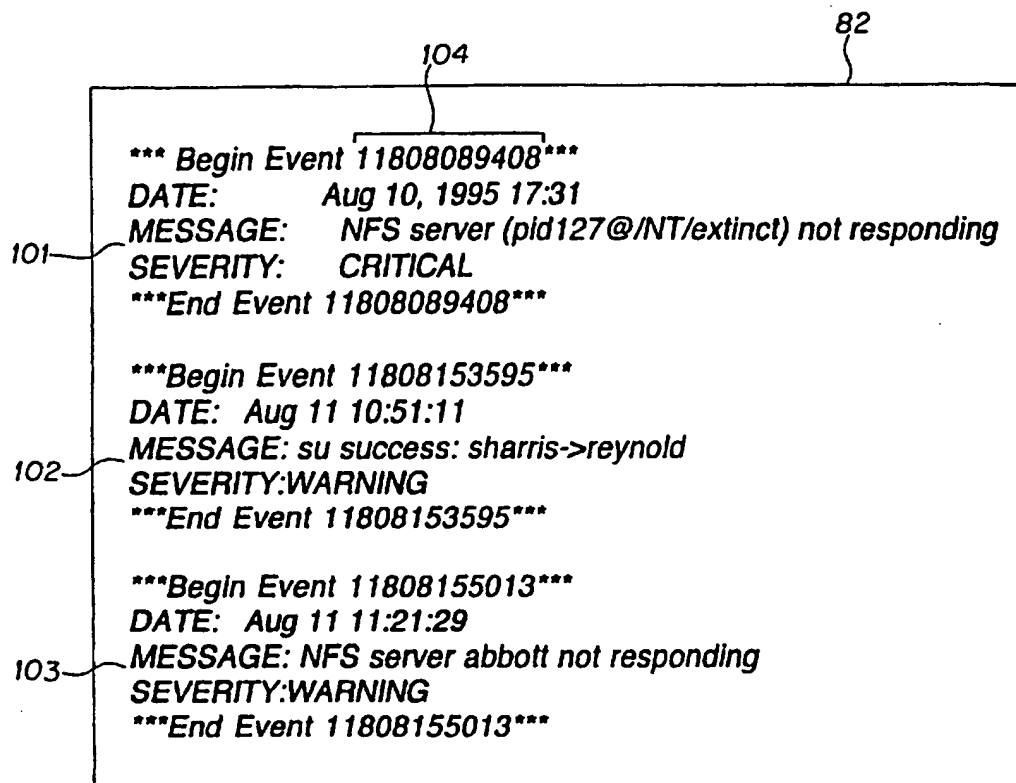 82
104
*** Begin Event 11808089408***
DATE: Aug 10, 1995 17:31
101 MESSAGE: NFS server (pid127@/NT/extinct) not responding
SEVERITY: CRITICAL
***End Event 11808089408***
***Begin Event 11808153595***
DATE: Aug 11 10:51:11
102 MESSAGE: su success: sharris->reynold
SEVERITY:WARNING
***End Event 11808153595***
***Begin Event 11808155013***
DATE: Aug 11 11:21:29
103 MESSAGE: NFS server abbott not responding
SEVERITY:WARNING
***End Event 11808155013***